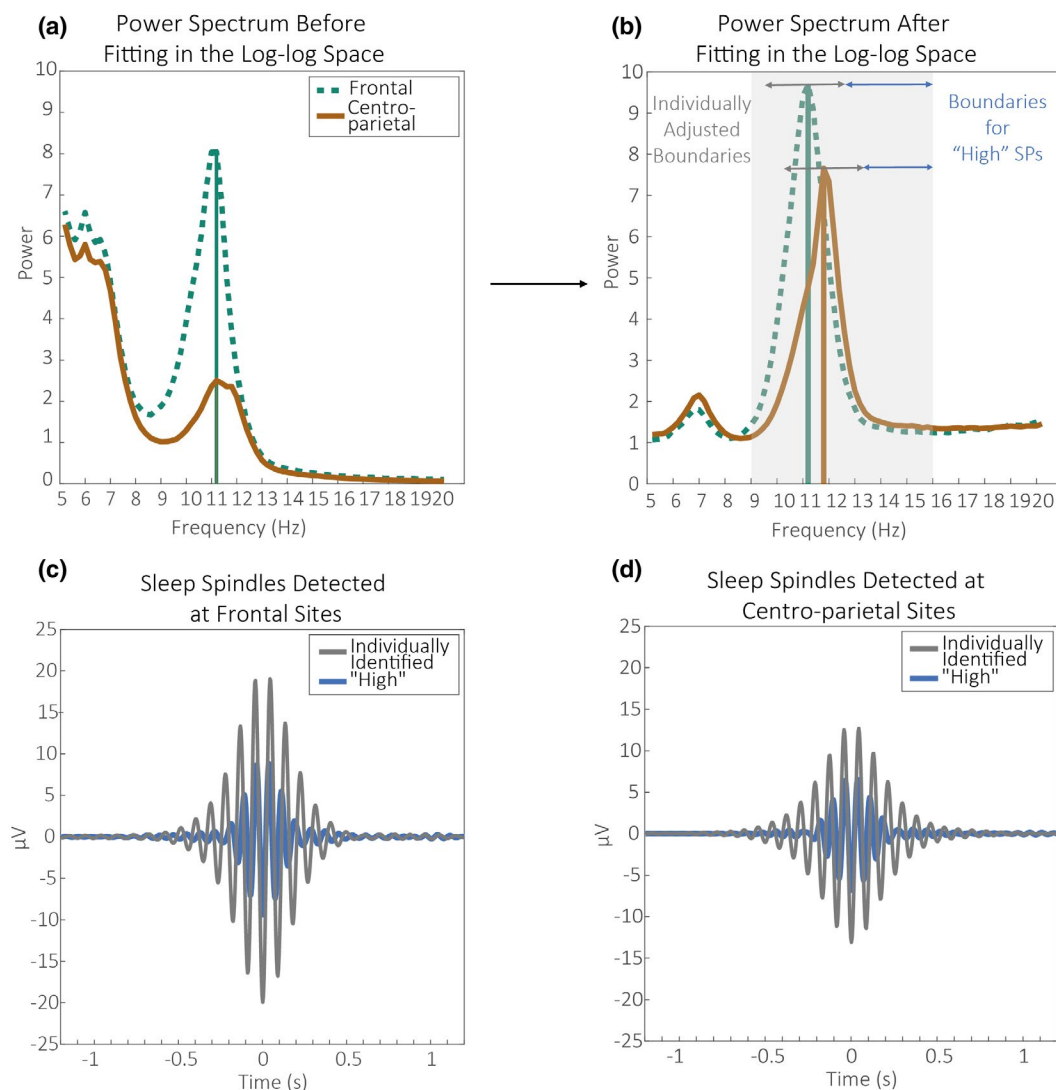 (a)
Power Spectrum Before
Fitting in the Log-log Space
10
9
8
7
6
5
4
3
2
1
0
Power
Frontal
Centro-
parietal
5 6 7 8 9 10 11 12 13 14 15 16 17 18 19 20
Frequency (Hz)
(b)
Power Spectrum After
Fitting in the Log-log Space
10
9
8
7
6
5
4
3
2
1
0
Power
Individually
Adjusted
Boundaries
Boundaries
for
“High” SPs
5 6 7 8 9 10 11 12 13 14 15 16 17 18 19 20
Frequency (Hz)
(c)
Sleep Spindles Detected
at Frontal Sites
25
20
15
10
5
0
-5
-10
-15
-20
-25
µV
Individually
Identified
"High"
-1 -0.5 0 0.5 1
Time (s)
(d)
Sleep Spindles Detected at
Centro-parietal Sites
25
20
15
10
5
0
-5
-10
-15
-20
-25
µV
Individually
Identified
"High"
-1 -0.5 0 0.5 1
Time (s)